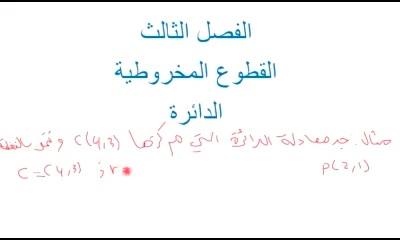 الفصل الثالث
القطوع المخروطية
الدائرة
مثال. جد معادلة الدائرة التي مركزها C(4,3) وتمر بالنقطة
P(2,1)
C=(4,3) ; r